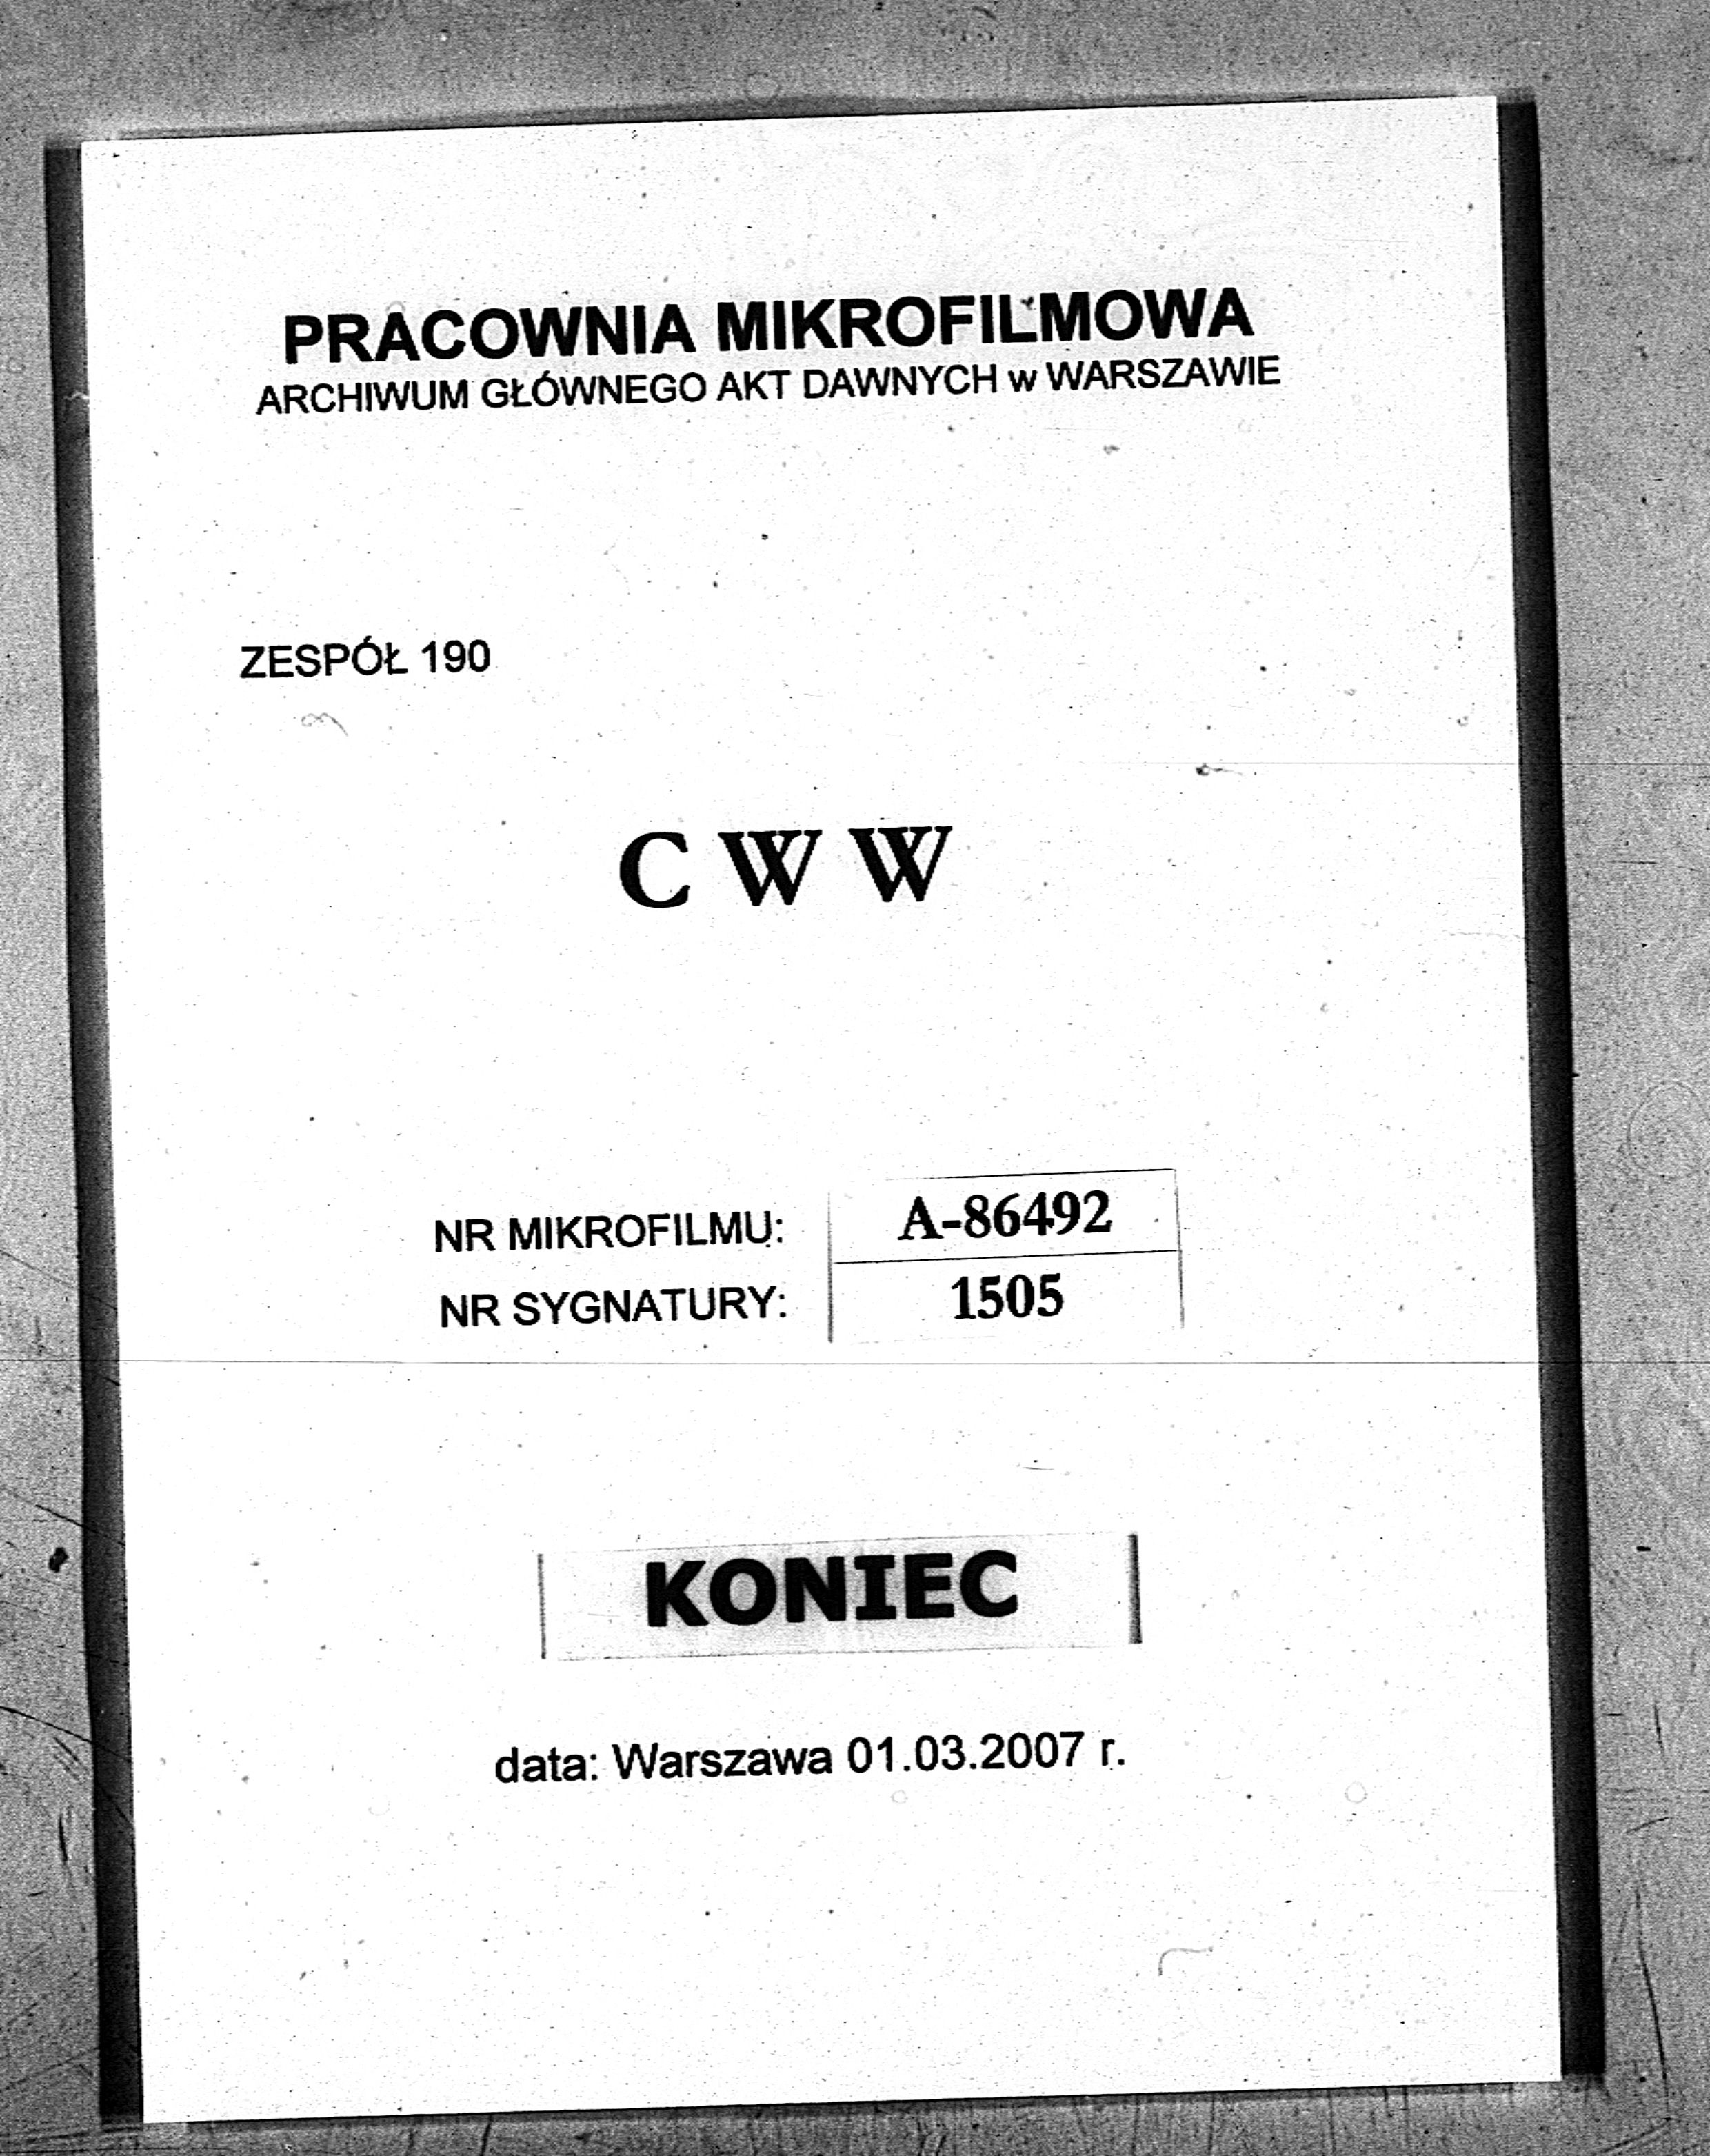 PRACOWNIA MIKROFILMOWA
ARCHIWUM GŁÓWNEGO AKT DAWNYCH w WARSZAWIE
ZESPÓŁ 190
C W W
NR MIKROFILMU: A-86492
NR SYGNATURY: 1505
KONIEC
data: Warszawa 01.03.2007 r.